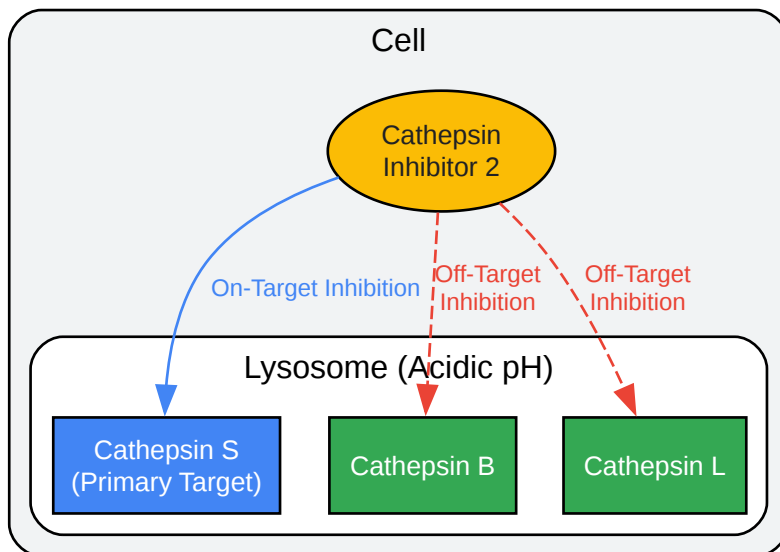 Cell
Cathepsin
Inhibitor 2
On-Target Inhibition
Off-Target
Inhibition
Off-Target
Inhibition
Lysosome (Acidic pH)
Cathepsin S
(Primary Target)
Cathepsin B
Cathepsin L